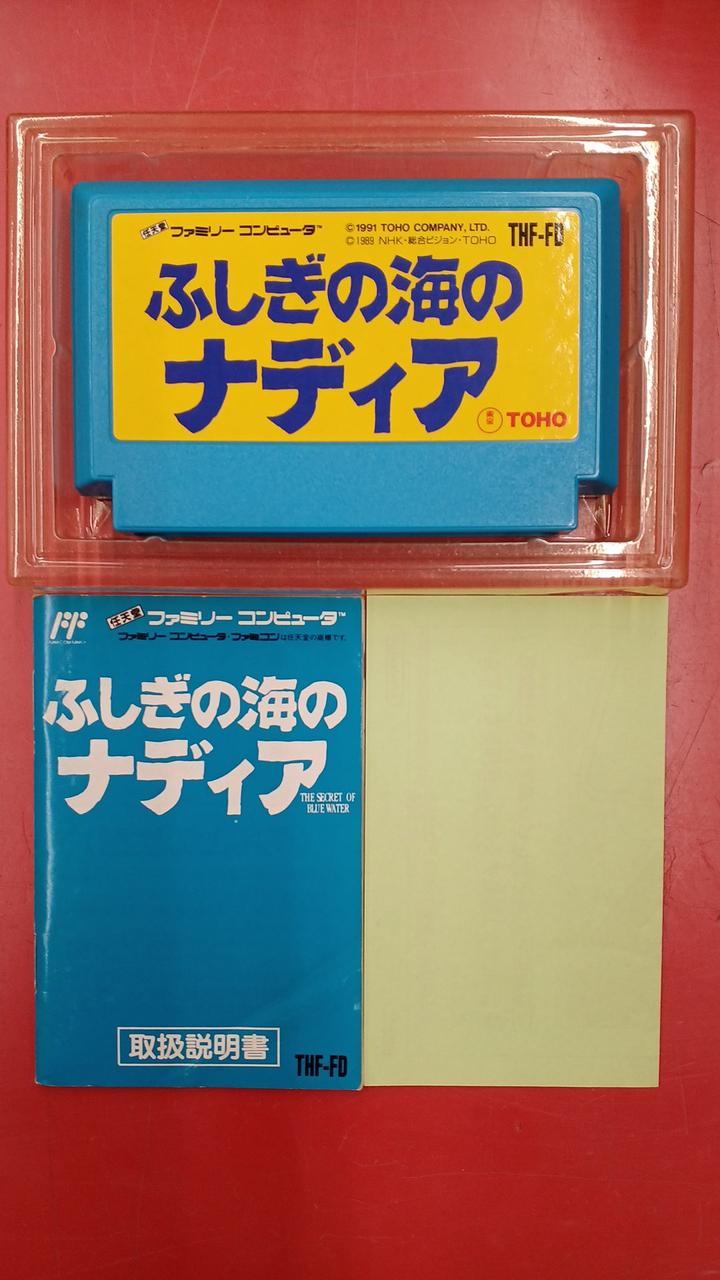 任天堂 ファミリー コンピュータ™
©1991 TOHO COMPANY, LTD.
©1989 NHK・総合ビジョン・TOHO
THF-FD
ふしぎの海の
ナディア
東宝 TOHO
任天堂 ファミリー コンピュータ™
ファミリー コンピュータ・ファミコンは任天堂の商標です。
ふしぎの海の
ナディア
THE SECRET OF
BLUE WATER
取扱説明書
THF-FD